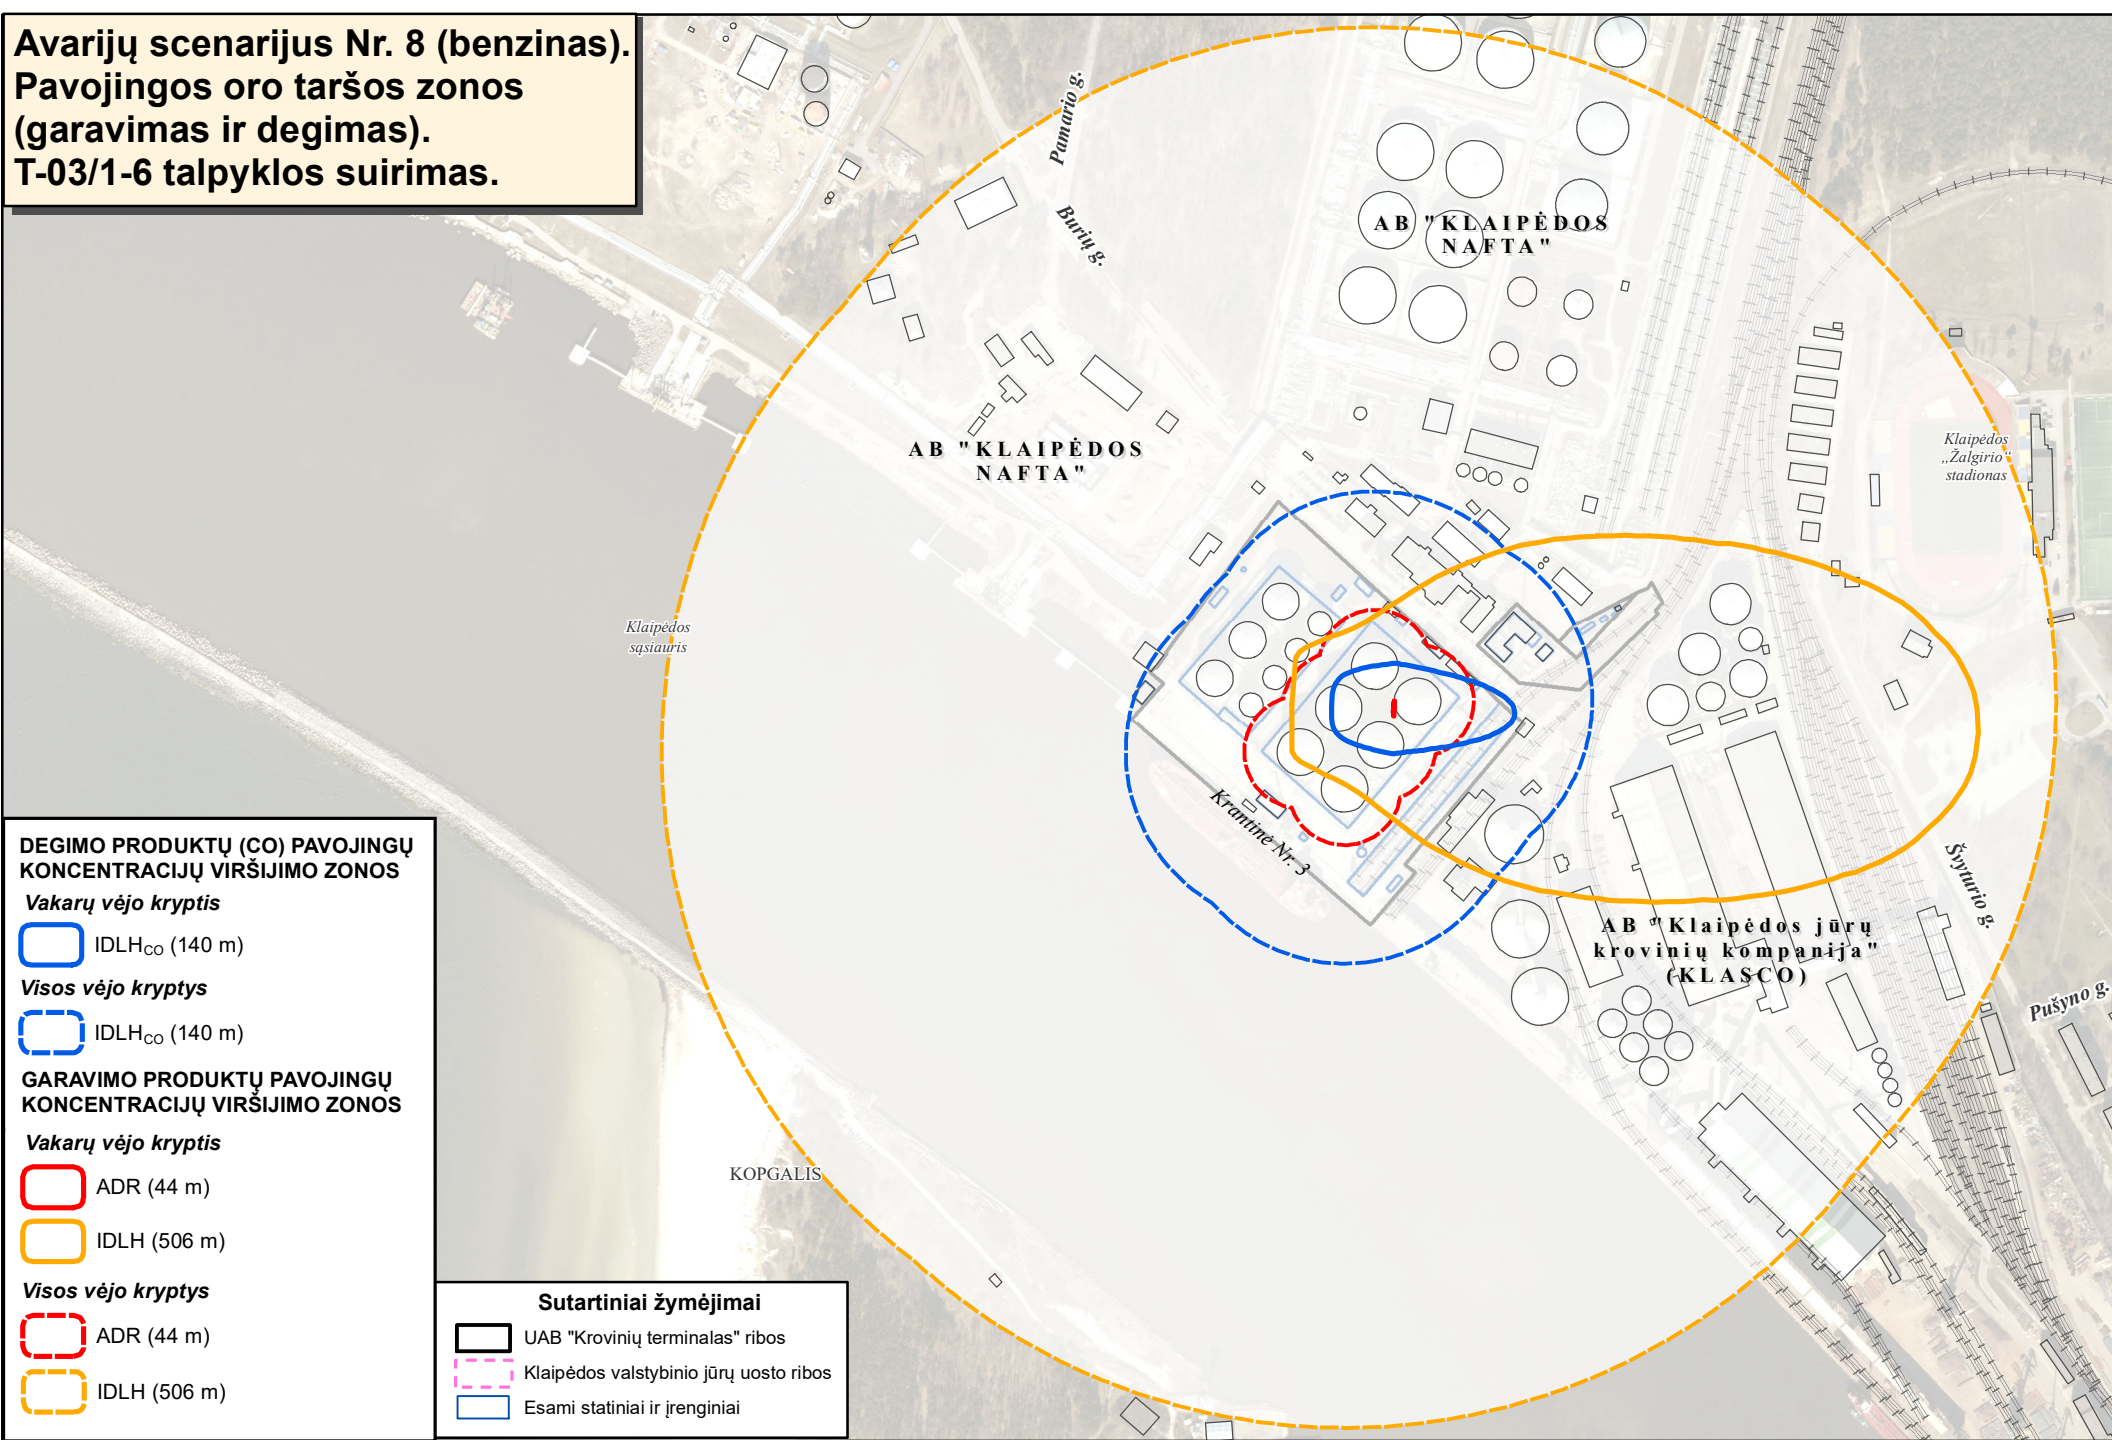 Avarijų scenarijus Nr. 8 (benzinas).
Pavojingos oro taršos zonos
(garavimas ir degimas).
T-03/1-6 talpyklos suirimas.
Pamario g.
Burių g.
AB "KLAIPĖDOS
NAFTA"
AB "KLAIPĖDOS
NAFTA"
Klaipėdos
„Žalgirio“
stadionas
Klaipėdos
sąsiauris
Krantinė Nr. 3
Švyturio g.
AB "Klaipėdos jūrų
krovinių kompanija"
(KLASCO)
Pušyno g.
KOPGALIS
DEGIMO PRODUKTŲ (CO) PAVOJINGŲ
KONCENTRACIJŲ VIRŠIJIMO ZONOS
Vakarų vėjo kryptis
IDLHCO (140 m)
Visos vėjo kryptys
IDLHCO (140 m)
GARAVIMO PRODUKTŲ PAVOJINGŲ
KONCENTRACIJŲ VIRŠIJIMO ZONOS
Vakarų vėjo kryptis
ADR (44 m)
IDLH (506 m)
Visos vėjo kryptys
ADR (44 m)
IDLH (506 m)
Sutartiniai žymėjimai
UAB "Krovinių terminalas" ribos
Klaipėdos valstybinio jūrų uosto ribos
Esami statiniai ir įrenginiai